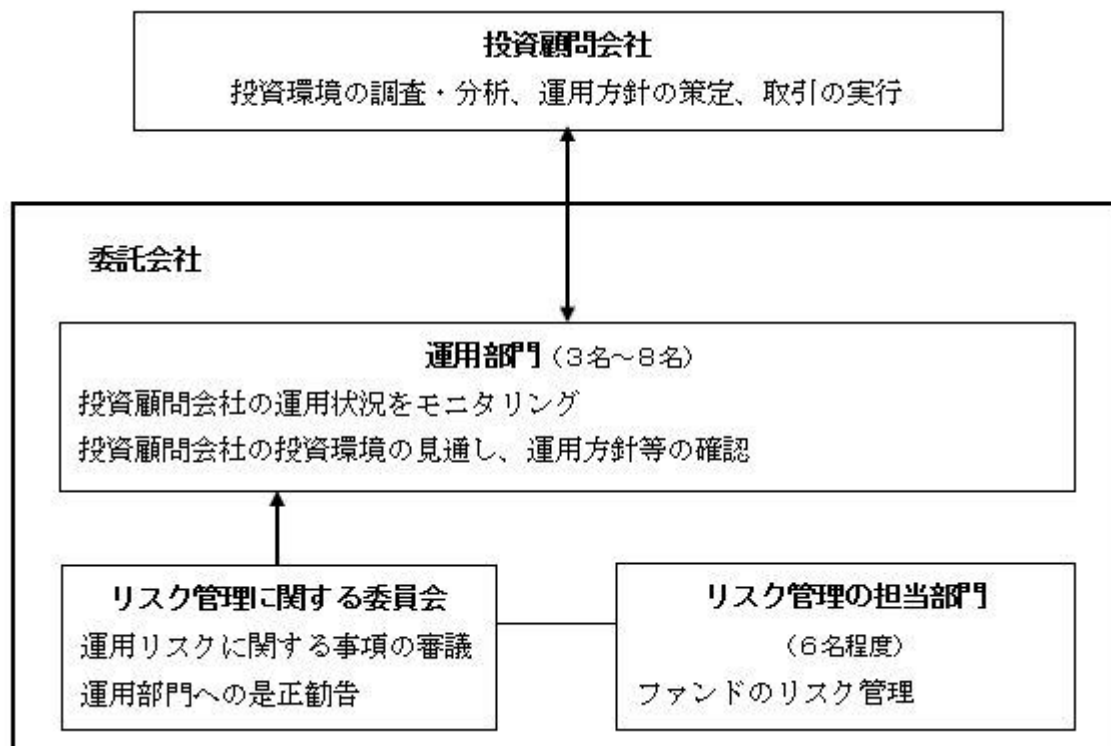 投資顧問会社
投資環境の調査・分析、運用方針の策定、取引の実行
委託会社
運用部門(3名~8名)
投資顧問会社の運用状況をモニタリング
投資顧問会社の投資環境の見通し、運用方針等の確認
リスク管理に関する委員会
運用リスクに関する事項の審議
運用部門への是正勧告
リスク管理の担当部門
(6名程度)
ファンドのリスク管理